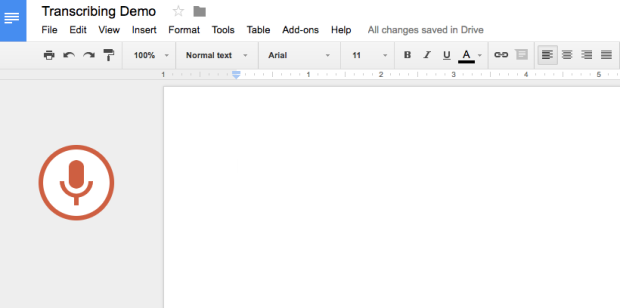 Transcribing Demo
File Edit View Insert Format Tools Table Add-ons Help All changes saved in Drive
100% Normal text Arial 11 B I U A
1 1 2 3 4 5